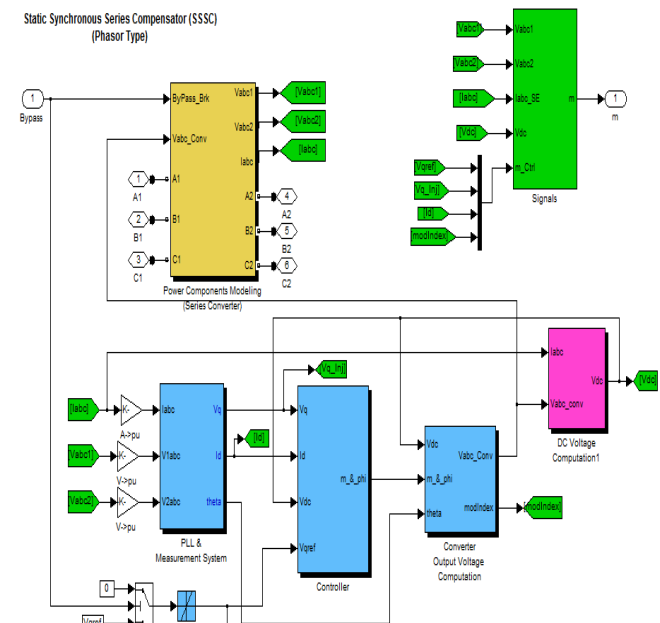 Static Synchronous Series Compensator (SSSC)
(Phasor Type)
1
Bypass
ByPass_Brk
Vabc_Conv
A1
B1
C1
Vabc1
Vabc2
Iabc
A2
B2
C2
[Vabc1]
[Vabc2]
[Iabc]
1
A1
2
B1
3
C1
4
A2
5
B2
6
C2
Power Components Modelling
(Series Converter)
[Vabc1]
[Vabc2]
[Iabc]
[Vdc]
[Vqref]
[Vq_Inj]
[Id]
[modIndex]
Vabc1
Vabc2
Iabc_SE
Vdc
m_Ctrl
m
Signals
1
m
[Iabc]
[Vabc1]
[Vabc2]
K-
A->pu
K-
V->pu
K-
V->pu
Iabc
V1abc
V2abc
Vq
Id
theta
PLL &
Measurement System
[Vq_Inj]
[Id]
Vq
Id
Vdc
Vqref
m_&_phi
Controller
Vdc
m_&_phi
theta
Vabc_Conv
modIndex
Converter
Output Voltage
Computation
[modIndex]
Iabc
Vabc_conv
Vdc
DC Voltage
Computation1
[Vdc]
0
Vqref